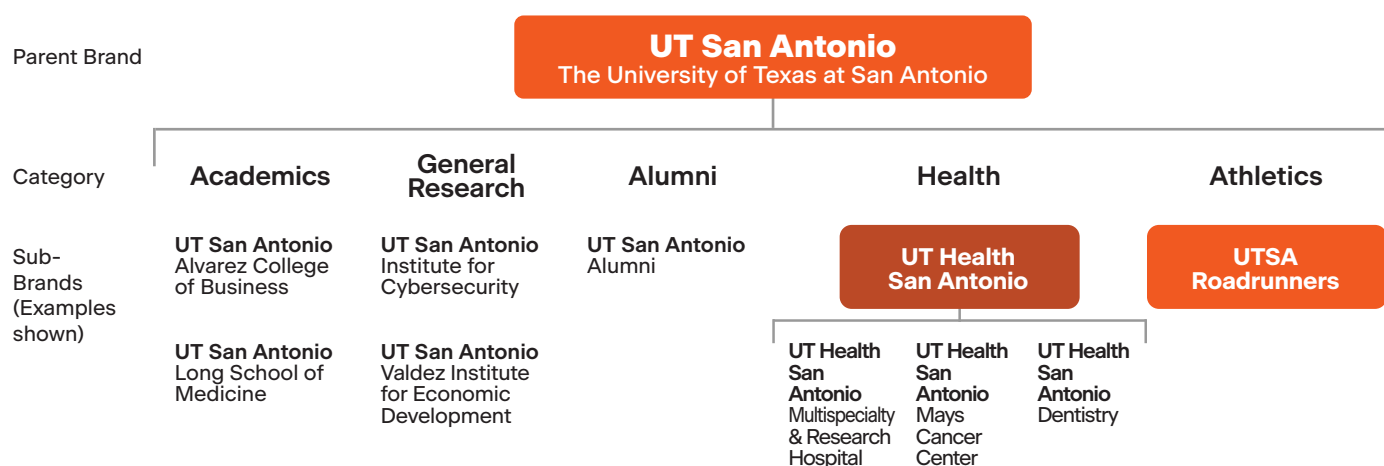 Parent Brand
UT San Antonio
The University of Texas at San Antonio
Category
Academics
General
Research
Alumni
Health
Athletics
Sub-
Brands
(Examples
shown)
UT San Antonio
Alvarez College
of Business
UT San Antonio
Long School of
Medicine
UT San Antonio
Institute for
Cybersecurity
UT San Antonio
Valdez Institute
for Economic
Development
UT San Antonio
Alumni
UT Health
San Antonio
UT Health
San
Antonio
Multispecialty
& Research
Hospital
UT Health
San
Antonio
Mays
Cancer
Center
UT Health
San
Antonio
Dentistry
UTSA
Roadrunners